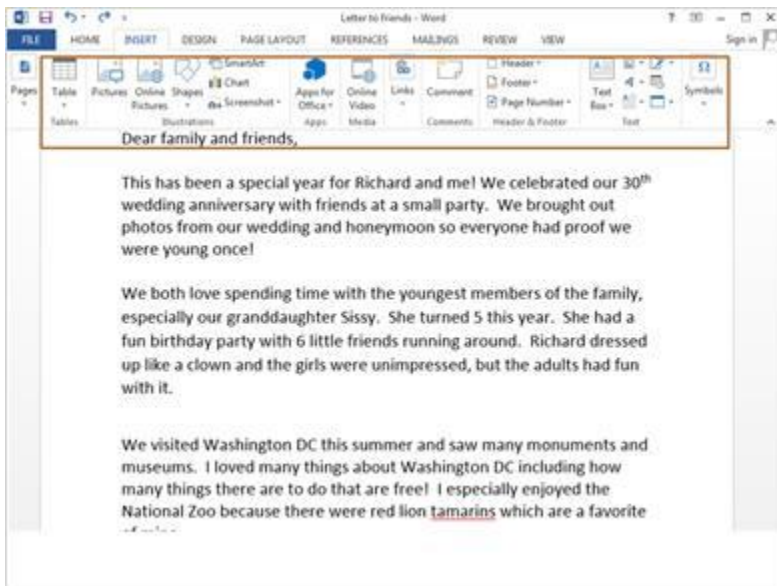 Letter to Friends - Word
FILE HOME INSERT DESIGN PAGE LAYOUT REFERENCES MAILINGS REVIEW VIEW Sign in
Pages Table Pictures Online Pictures Shapes SmartArt Chart Screenshot Apps for Office Online Video Links Comment Header Footer Page Number Text Box Symbols
Tables Illustrations Apps Media Comments Header & Footer Text
Dear family and friends,
This has been a special year for Richard and me! We celebrated our 30th
wedding anniversary with friends at a small party. We brought out
photos from our wedding and honeymoon so everyone had proof we
were young once!
We both love spending time with the youngest members of the family,
especially our granddaughter Sissy. She turned 5 this year. She had a
fun birthday party with 6 little friends running around. Richard dressed
up like a clown and the girls were unimpressed, but the adults had fun
with it.
We visited Washington DC this summer and saw many monuments and
museums. I loved many things about Washington DC including how
many things there are to do that are free! I especially enjoyed the
National Zoo because there were red lion tamarins which are a favorite